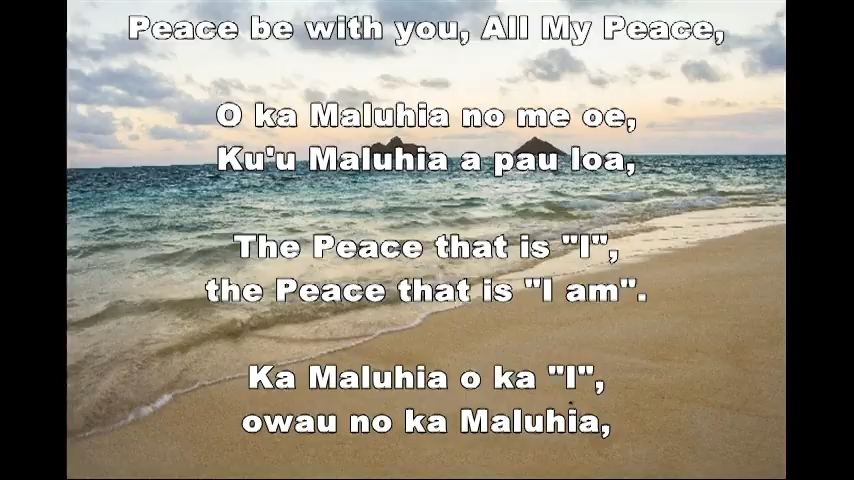 Peace be with you, All My Peace,
O ka Maluhia no me oe,
Ku'u Maluhia a pau loa,
The Peace that is "I",
the Peace that is "I am".
Ka Maluhia o ka "I",
owau no ka Maluhia,